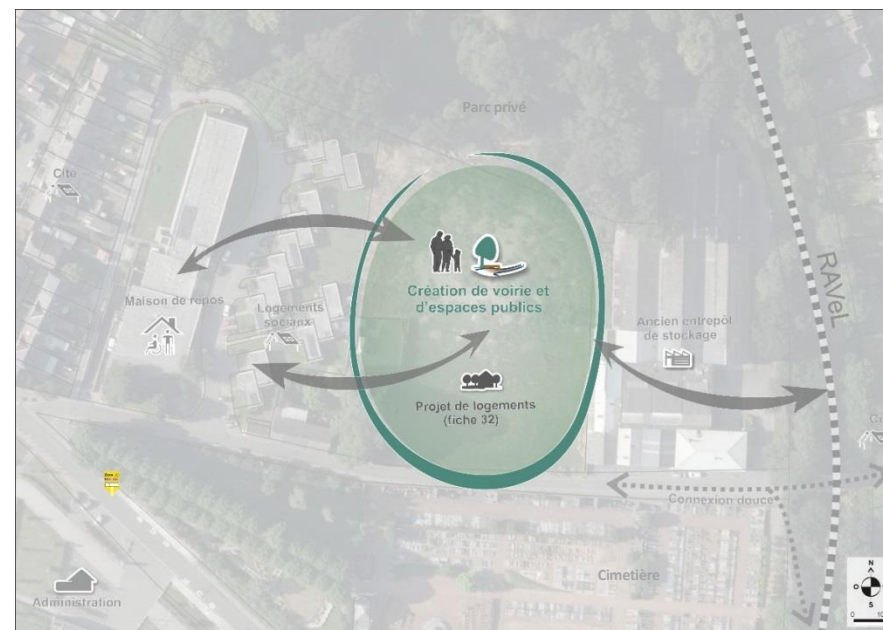 Parc privé
Cité
RAVeL
Création de voirie et
d'espaces publics
Maison de repos
Logements
sociaux
Ancien entrepôt
de stockage
Projet de logements
(fiche 32)
Connexion douce
Cimetière
Administration
N
O
S
0